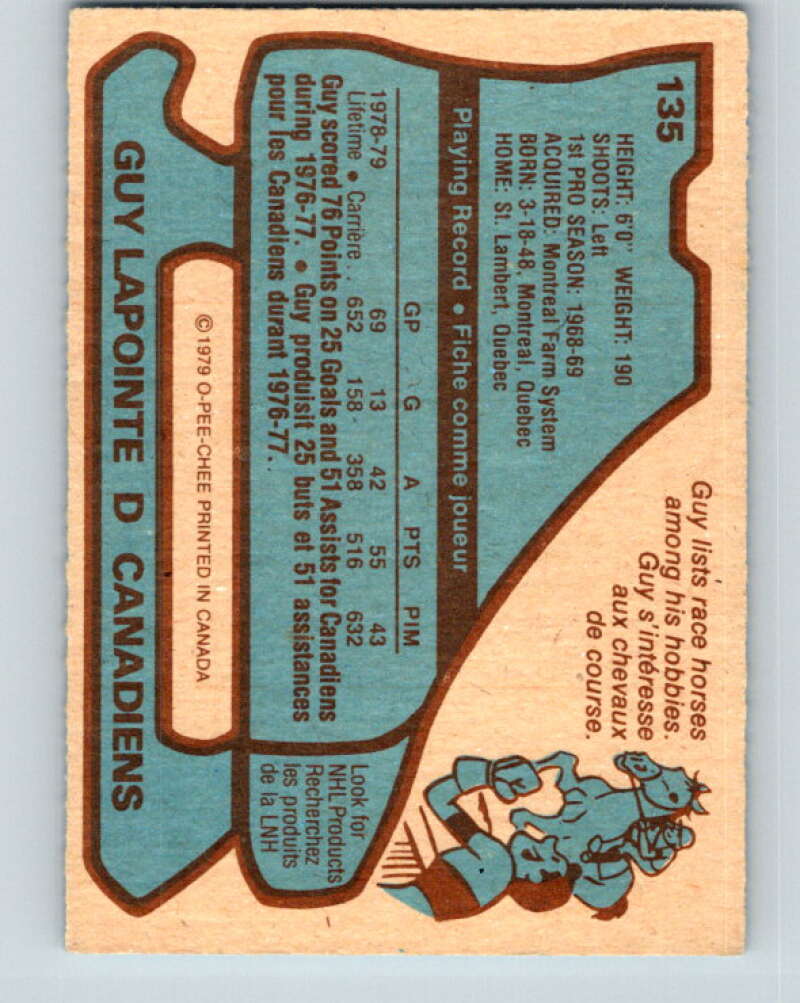 135
HEIGHT: 6'0" WEIGHT: 190
SHOOTS: Left
1st PRO SEASON: 1968-69
ACQUIRED: Montreal Farm System
BORN: 3-18-48, Montreal, Quebec
HOME: St. Lambert, Quebec
Playing Record • Fiche comme joueur
GP G A PTS PIM
1978-79 69 13 42 55 43
Lifetime • Carrière . . 652 158 358 516 632
Guy scored 76 Points on 25 Goals and 51 Assists for Canadiens
during 1976-77. • Guy produisit 25 buts et 51 assistances
pour les Canadiens durant 1976-77.
Guy lists race horses
among his hobbies.
Guy s'intéresse
aux chevaux
de course.
Look for
NHL Products
Recherchez
les produits
de la LNH
© 1979 O-PEE-CHEE PRINTED IN CANADA
GUY LAPOINTE D CANADIENS